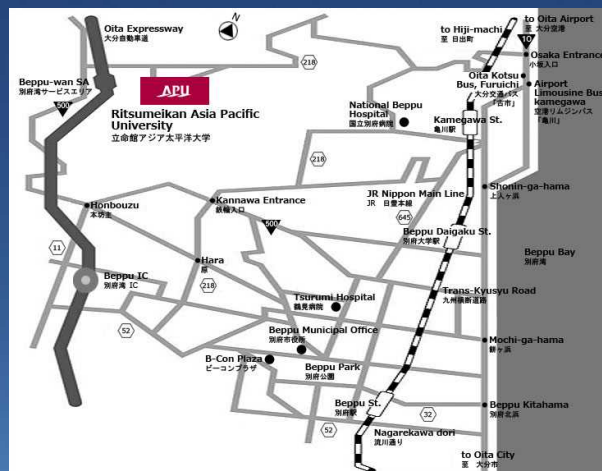 Oita Expressway
大分自動車道
N
to Hiji-machi
至 日出町
to Oita Airport
至 大分空港
10
Osaka Entrance
小坂入口
218
Beppu-wan SA
別府湾サービスエリア
500
APU
Ritsumeikan Asia Pacific
University
立命館アジア太平洋大学
Oita Kotsu
Bus, Furuichi
大分交通バス
「古市」
Airport
Limousine Bus
kamegawa
空港リムジンバス
「亀川」
National Beppu
Hospital
国立別府病院
Kamegawa St.
亀川駅
218
Shonin-ga-hama
上人ヶ浜
JR Nippon Main Line
JR 日豊本線
Honbouzu
本坊主
Kannawa Entrance
鉄輪入口
500
645
Beppu Daigaku St.
別府大学駅
11
Beppu Bay
別府湾
Hara
原
Beppu IC
別府湾 IC
218
Trans-Kyusyu Road
九州横断道路
Tsurumi Hospital
鶴見病院
52
Beppu Municipal Office
別府市役所
Mochi-ga-hama
餅ヶ浜
B-Con Plaza
ビーコンプラザ
Beppu Park
別府公園
Beppu St.
別府駅
32
Beppu Kitahama
別府北浜
52
Nagarekawa dori
流川通り
to Oita City
至 大分市